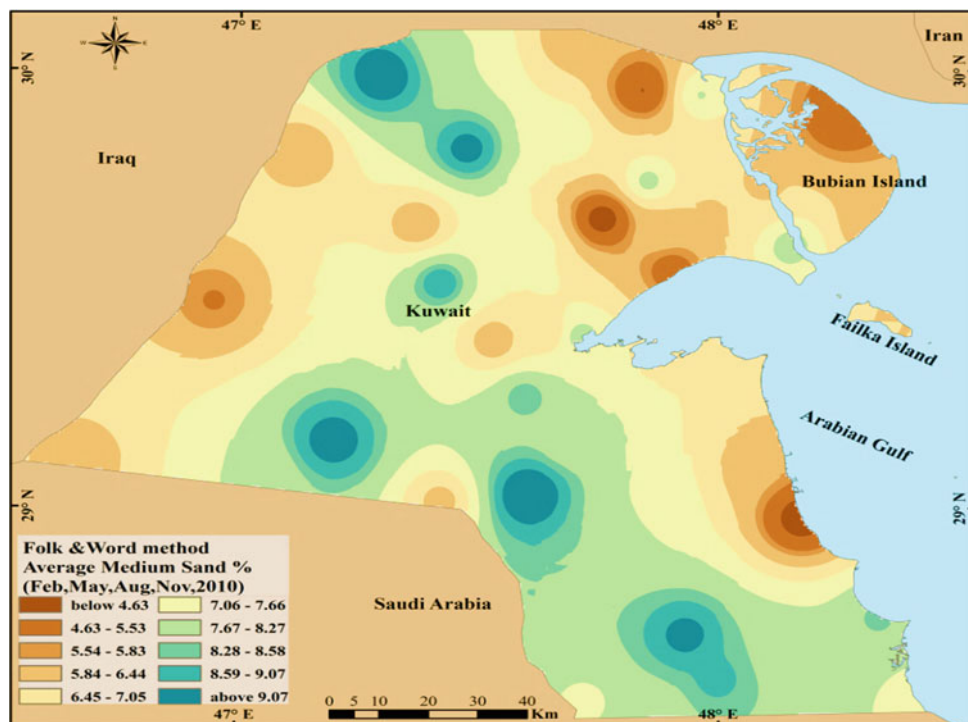 47° E
48° E
Iran
30° N
30° N
N
W
E
S
Iraq
Bubian Island
Kuwait
Failka Island
Arabian Gulf
29° N
29° N
Folk &Word method
Average Medium Sand %
(Feb,May,Aug,Nov,2010)
below 4.63
7.06 - 7.66
4.63 - 5.53
7.67 - 8.27
5.54 - 5.83
8.28 - 8.58
5.84 - 6.44
8.59 - 9.07
6.45 - 7.05
above 9.07
Saudi Arabia
0 5 10 20 30 40
Km
47° E
48° E